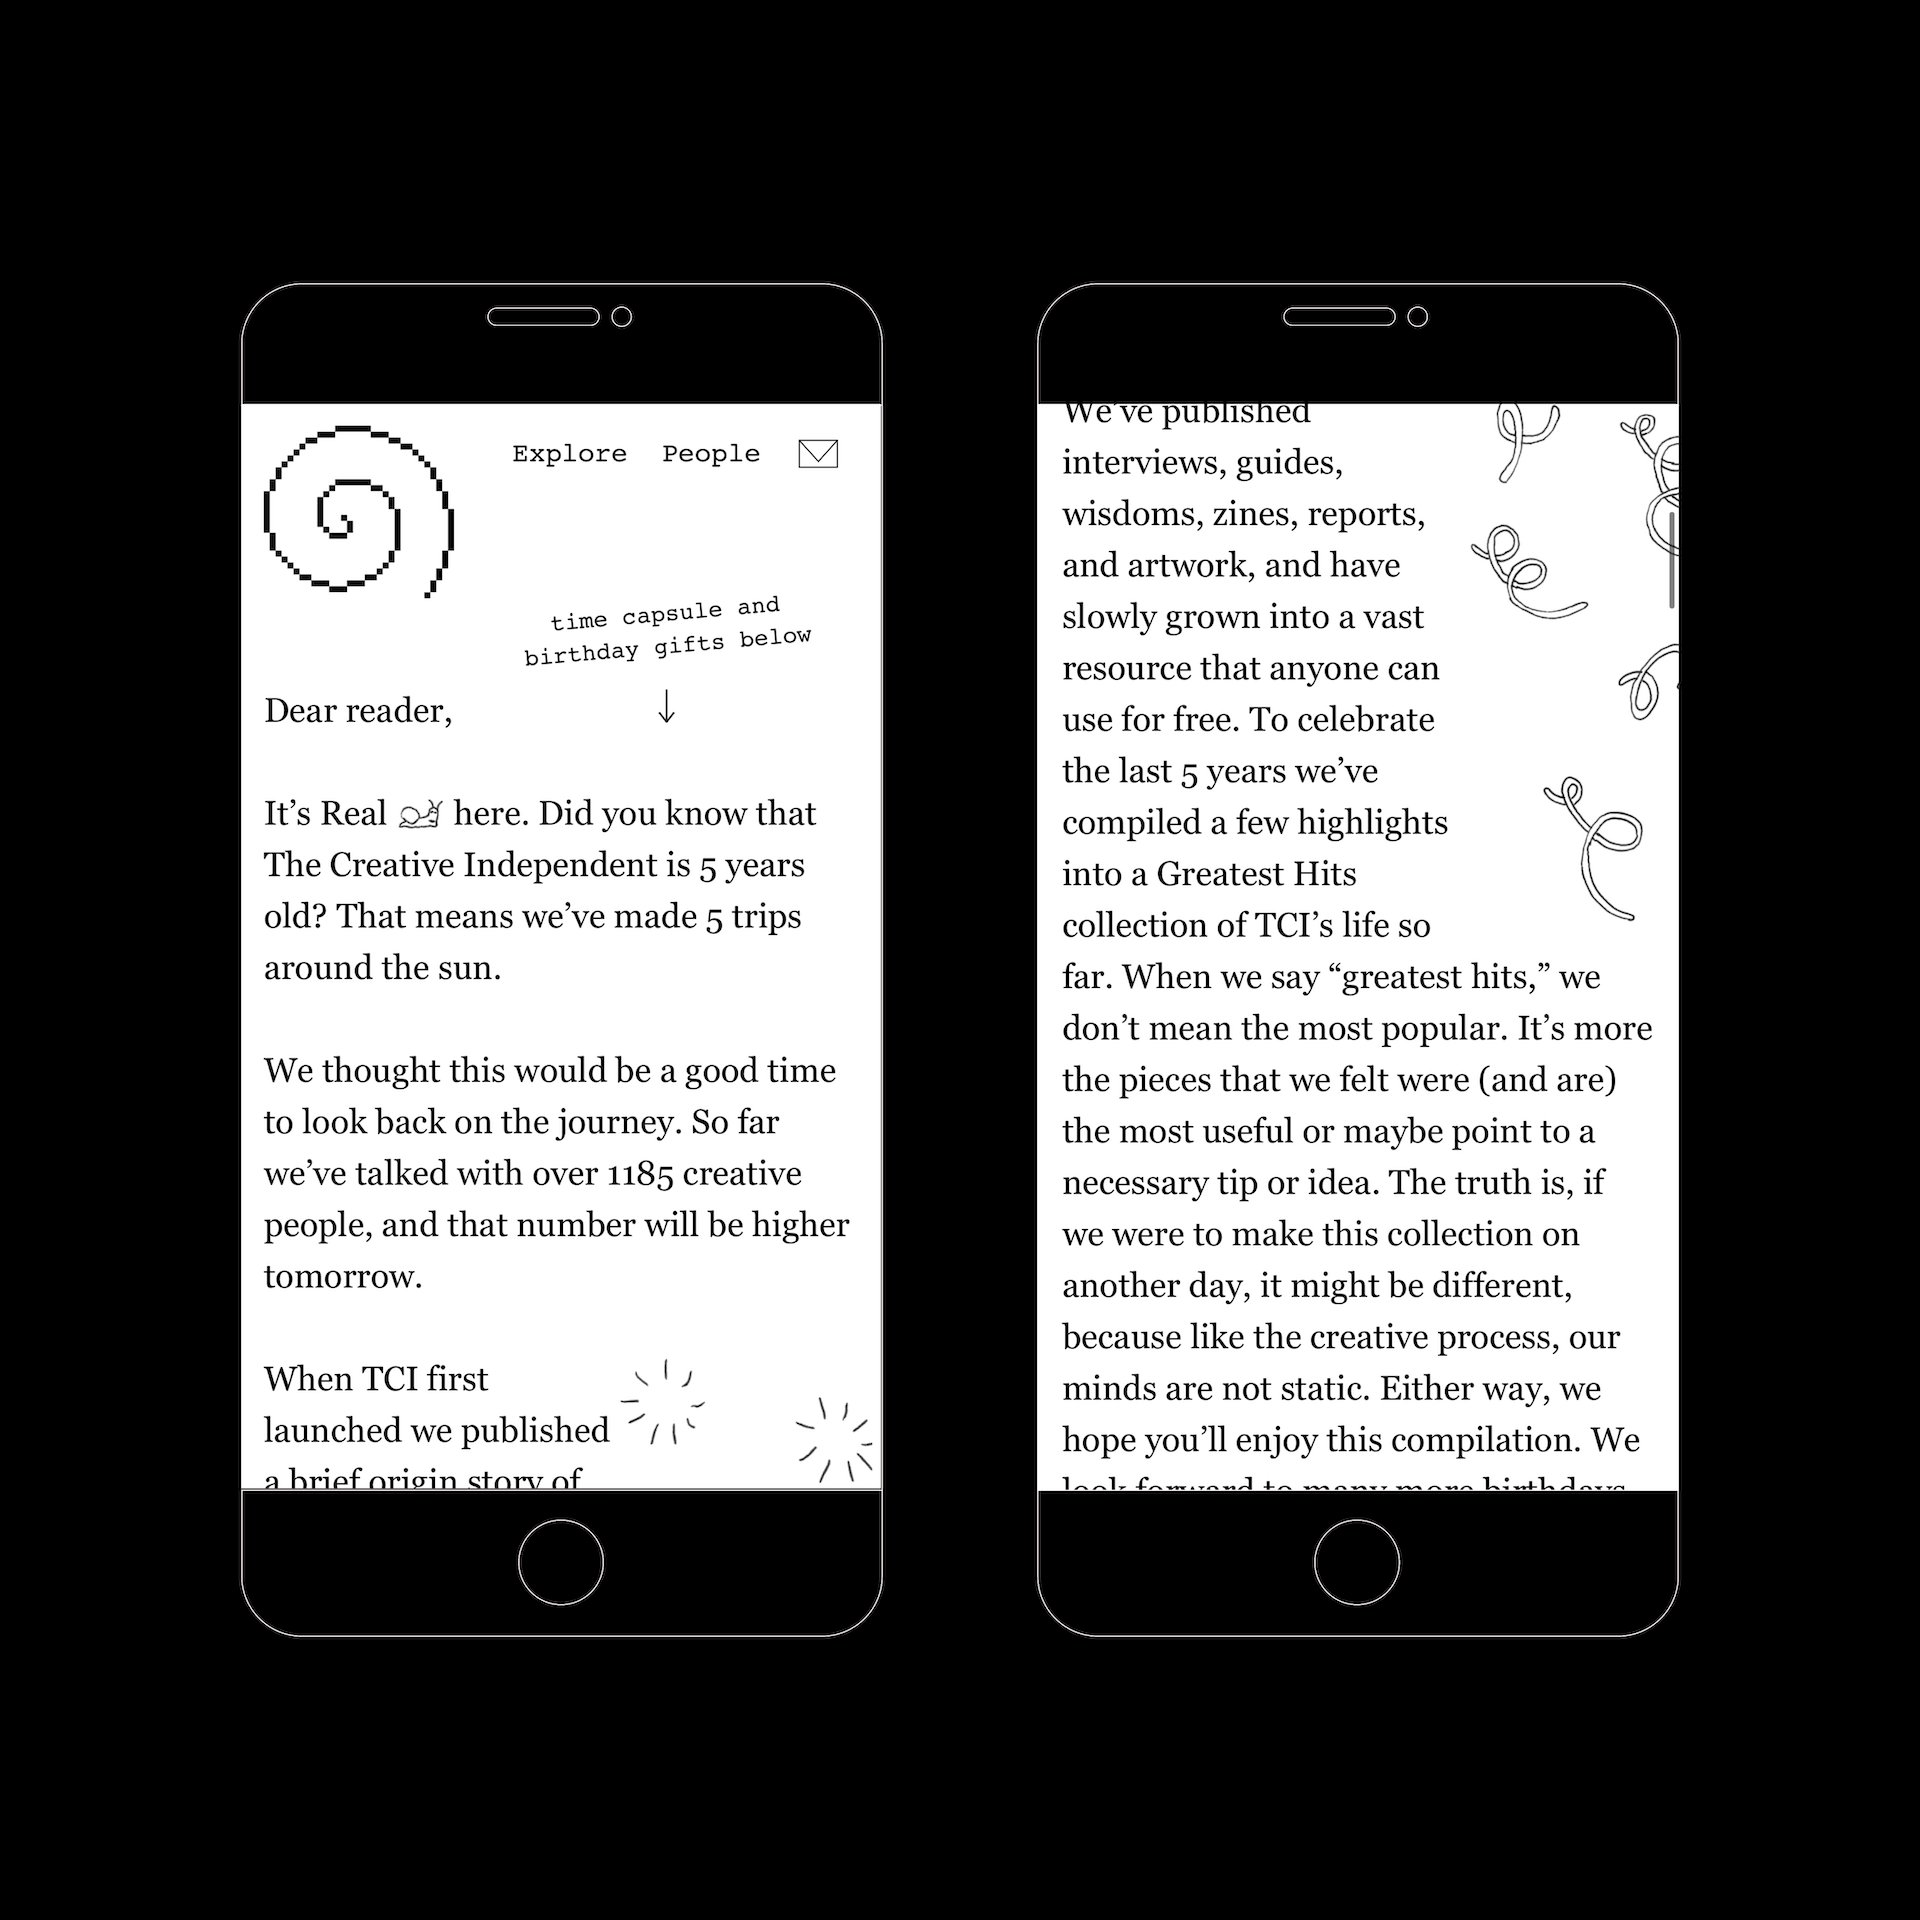 Explore People
time capsule and
birthday gifts below
Dear reader,
It’s Real here. Did you know that
The Creative Independent is 5 years
old? That means we’ve made 5 trips
around the sun.
We thought this would be a good time
to look back on the journey. So far
we’ve talked with over 1185 creative
people, and that number will be higher
tomorrow.
When TCI first
launched we published
a brief origin story of
We’ve published
interviews, guides,
wisdoms, zines, reports,
and artwork, and have
slowly grown into a vast
resource that anyone can
use for free. To celebrate
the last 5 years we’ve
compiled a few highlights
into a Greatest Hits
collection of TCI’s life so
far. When we say “greatest hits,” we
don’t mean the most popular. It’s more
the pieces that we felt were (and are)
the most useful or maybe point to a
necessary tip or idea. The truth is, if
we were to make this collection on
another day, it might be different,
because like the creative process, our
minds are not static. Either way, we
hope you’ll enjoy this compilation. We
look forward to many more birthdays